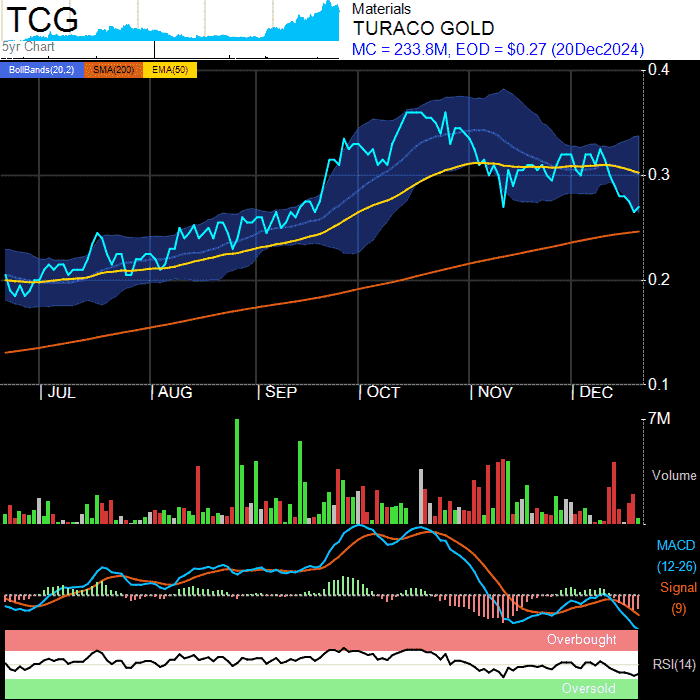 TCG
Materials
TURACO GOLD
5yr Chart
MC = 233.8M, EOD = $0.27 (20Dec2024)
BollBands(20,2) SMA(200) EMA(50)
0.4
0.3
0.2
0.1
JUL AUG SEP OCT NOV DEC
7M
Volume
MACD
(12-26)
Signal
(9)
Overbought
RSI(14)
Oversold